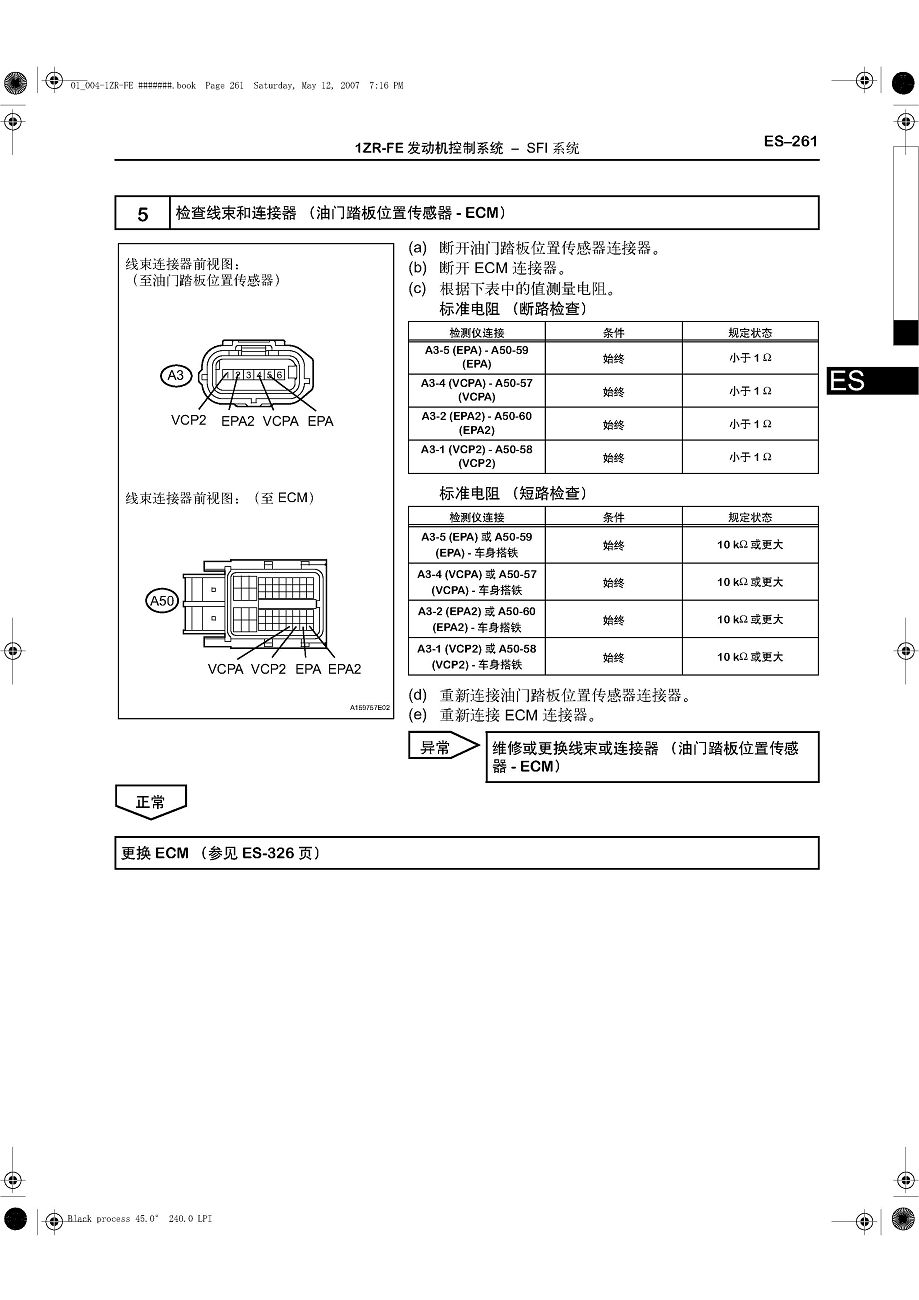 01_004-1ZR-FE #######.book Page 261 Saturday, May 12, 2007 7:16 PM
1ZR-FE 发动机控制系统 – SFI 系统
ES–261
5
检查线束和连接器 （油门踏板位置传感器 - ECM）
线束连接器前视图：
（至油门踏板位置传感器）
A3
1 2 3 4 5 6
VCP2 EPA2 VCPA EPA
线束连接器前视图：（至 ECM）
A50
VCPA VCP2 EPA EPA2
A169767E02
(a) 断开油门踏板位置传感器连接器。
(b) 断开 ECM 连接器。
(c) 根据下表中的值测量电阻。
标准电阻 （断路检查）
检测仪连接 条件 规定状态
A3-5 (EPA) - A50-59
(EPA)
始终 小于 1 Ω
A3-4 (VCPA) - A50-57
(VCPA)
始终 小于 1 Ω
A3-2 (EPA2) - A50-60
(EPA2)
始终 小于 1 Ω
A3-1 (VCP2) - A50-58
(VCP2)
始终 小于 1 Ω
标准电阻 （短路检查）
检测仪连接 条件 规定状态
A3-5 (EPA) 或 A50-59
(EPA) - 车身搭铁
始终 10 kΩ 或更大
A3-4 (VCPA) 或 A50-57
(VCPA) - 车身搭铁
始终 10 kΩ 或更大
A3-2 (EPA2) 或 A50-60
(EPA2) - 车身搭铁
始终 10 kΩ 或更大
A3-1 (VCP2) 或 A50-58
(VCP2) - 车身搭铁
始终 10 kΩ 或更大
(d) 重新连接油门踏板位置传感器连接器。
(e) 重新连接 ECM 连接器。
异常
维修或更换线束或连接器 （油门踏板位置传感
器 - ECM）
正常
更换 ECM （参见 ES-326 页）
ES
Black process 45.0° 240.0 LPI